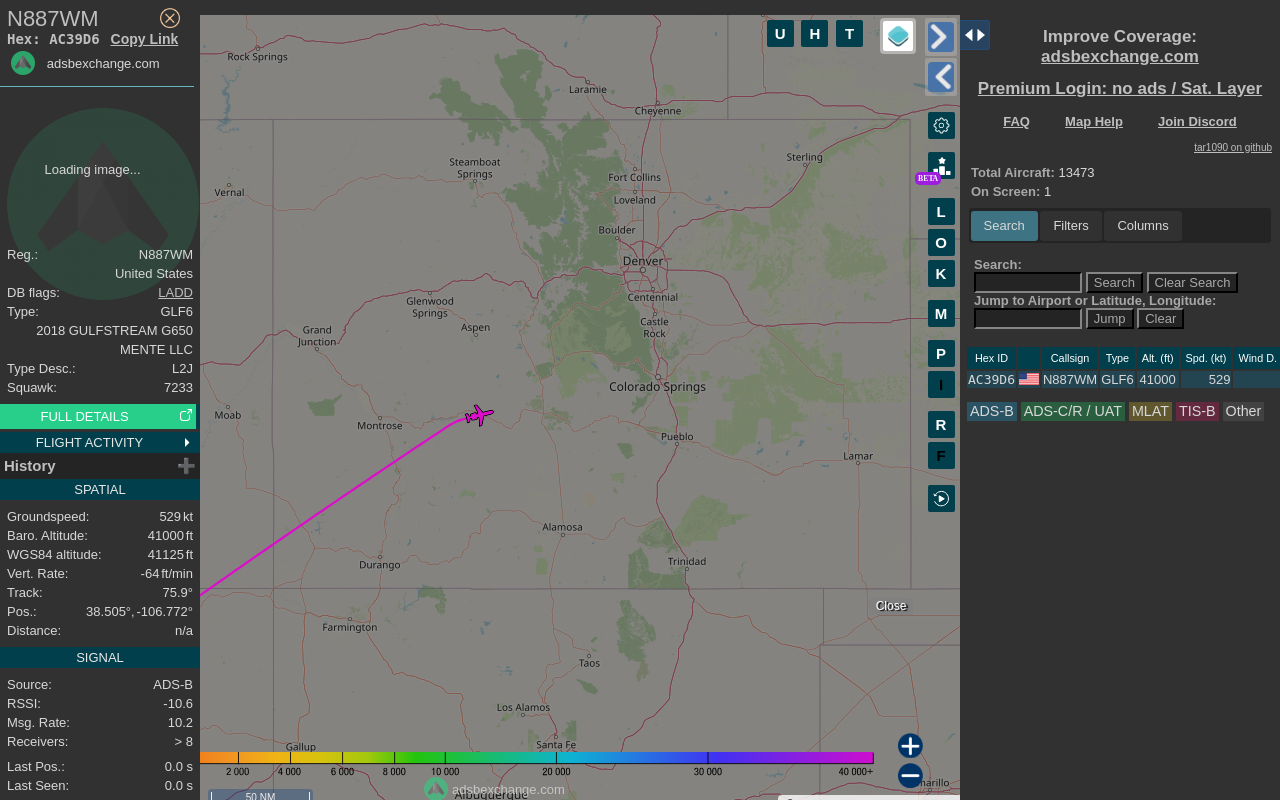 N887WM
Hex: AC39D6 Copy Link
adsbexchange.com
Loading image...
Reg.: N887WM
United States
DB flags: LADD
Type: GLF6
2018 GULFSTREAM G650
MENTE LLC
Type Desc.: L2J
Squawk: 7233
FULL DETAILS
FLIGHT ACTIVITY
History
SPATIAL
Groundspeed: 529 kt
Baro. Altitude: 41000 ft
WGS84 altitude: 41125 ft
Vert. Rate: -64 ft/min
Track: 75.9°
Pos.: 38.505°, -106.772°
Distance: n/a
SIGNAL
Source: ADS-B
RSSI: -10.6
Msg. Rate: 10.2
Receivers: > 8
Last Pos.: 0.0 s
Last Seen: 0.0 s
U H T
Rock Springs
Laramie
Cheyenne
Steamboat
Springs
Sterling
Fort Collins
Vernal
Loveland
Boulder
Denver
Centennial
Glenwood
Springs
Castle
Rock
Aspen
Grand
Junction
Colorado Springs
Moab
Montrose
Pueblo
Lamar
Alamosa
Durango
Trinidad
Farmington
Taos
Los Alamos
Gallup
Santa Fe
Albuquerque
BETA
L
O
K
M
P
I
R
F
Close
2 000 4 000 6 000 8 000 10 000 20 000 30 000 40 000+
adsbexchange.com
50 NM
Improve Coverage:
adsbexchange.com
Premium Login: no ads / Sat. Layer
FAQ Map Help Join Discord
tar1090 on github
Total Aircraft: 13473
On Screen: 1
Search Filters Columns
Search:
Search Clear Search
Jump to Airport or Latitude, Longitude:
Jump Clear
Hex ID Callsign Type Alt. (ft) Spd. (kt) Wind D.
AC39D6 N887WM GLF6 41000 529
ADS-B ADS-C/R / UAT MLAT TIS-B Other